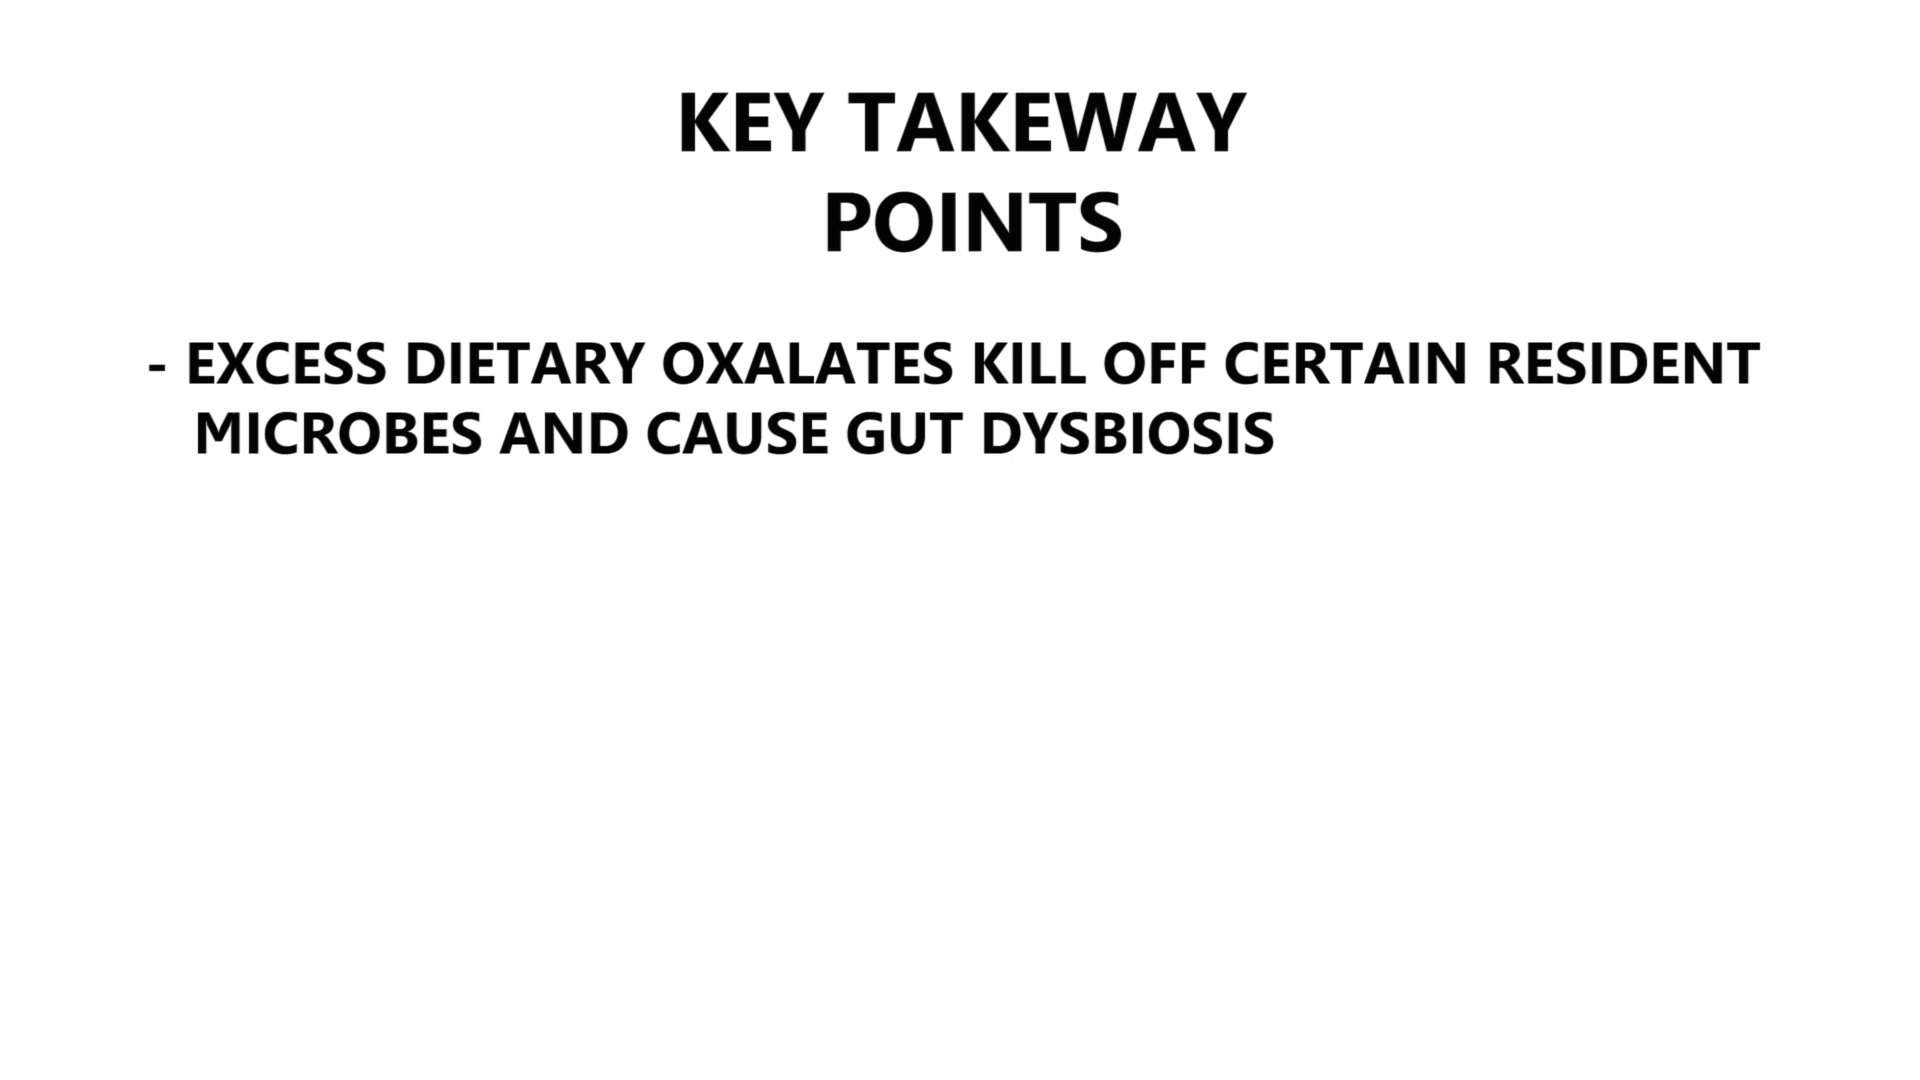 KEY TAKEWAY
POINTS
- EXCESS DIETARY OXALATES KILL OFF CERTAIN RESIDENT
MICROBES AND CAUSE GUT DYSBIOSIS